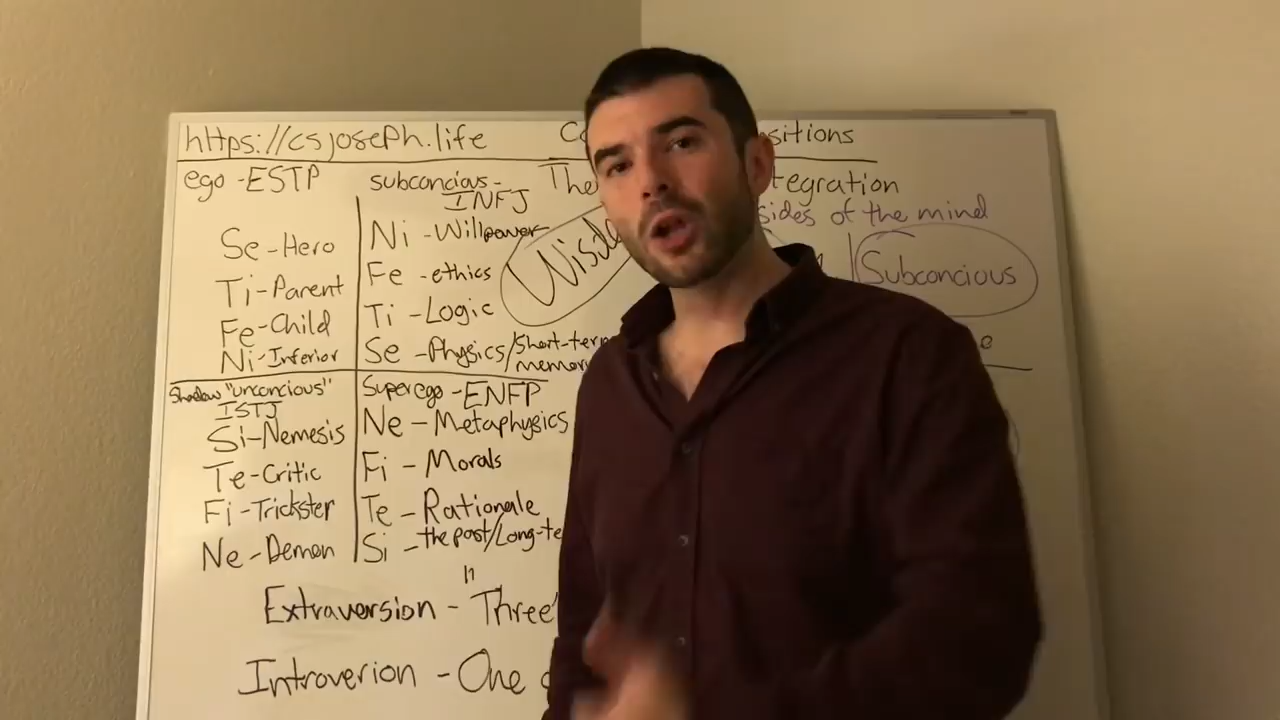 https://csjoseph.life Co sitions
ego - ESTP subconcious - The tegration
INFJ sides of the mind
Se - Hero Ni - Willpower
Ti - Parent Fe - ethics Subconcious
Fe - Child Ti - Logic
Ni - Inferior Se - Physics/Short-term
memory
e
Shadow "unconcious" Superego - ENFP
ISTJ
Si - Nemesis Ne - Metaphysics
Te - Critic Fi - Morals
Fi - Trickster Te - Rationale
Ne - Demon Si - the past/Long-te
Extraversion - "Three"
Introverion - One